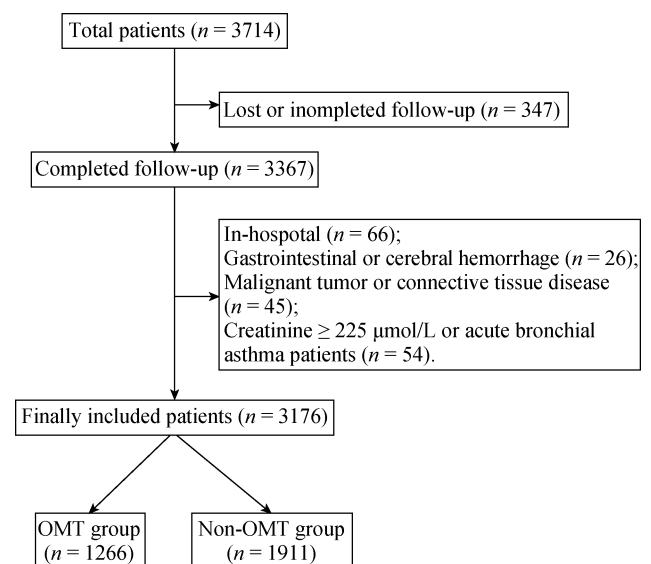 Total patients (n = 3714)
Lost or inompleted follow-up (n = 347)
Completed follow-up (n = 3367)
In-hospotal (n = 66);
Gastrointestinal or cerebral hemorrhage (n = 26);
Malignant tumor or connective tissue disease
(n = 45);
Creatinine ≥ 225 μmol/L or acute bronchial
asthma patients (n = 54).
Finally included patients (n = 3176)
OMT group
(n = 1266)
Non-OMT group
(n = 1911)